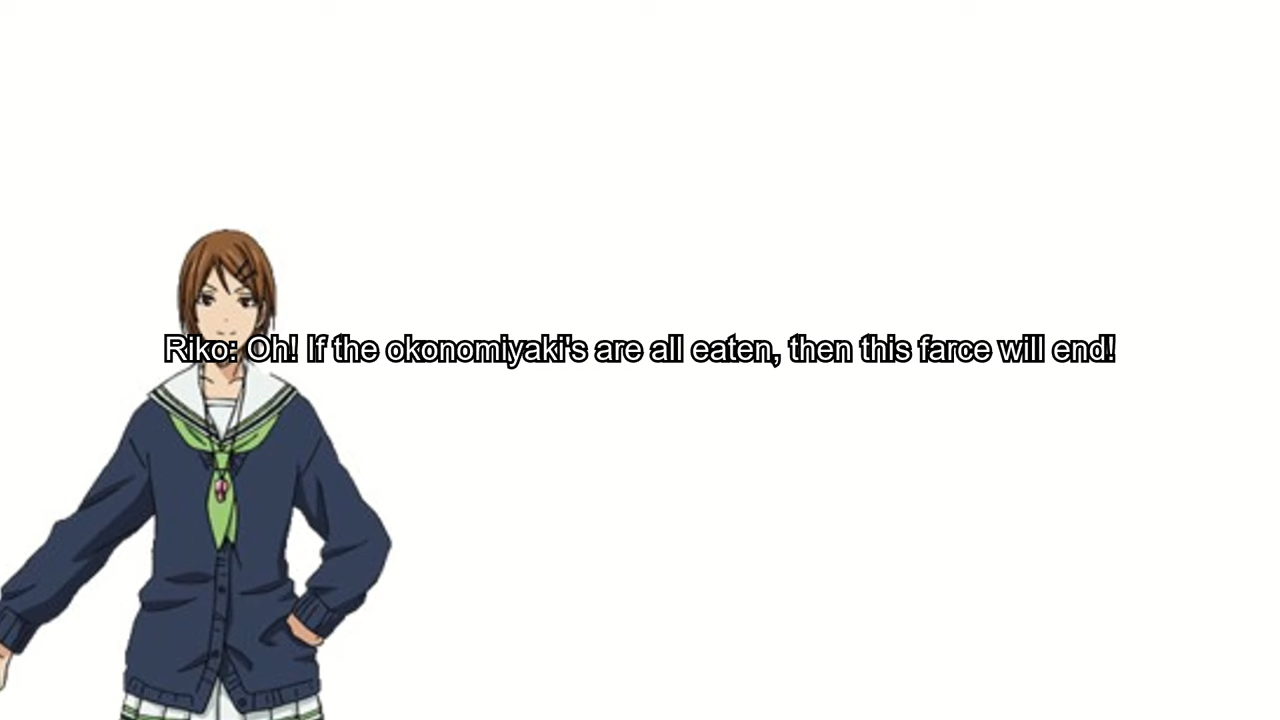 Riko: Oh! If the okonomiyaki's are all eaten, then this farce will end!